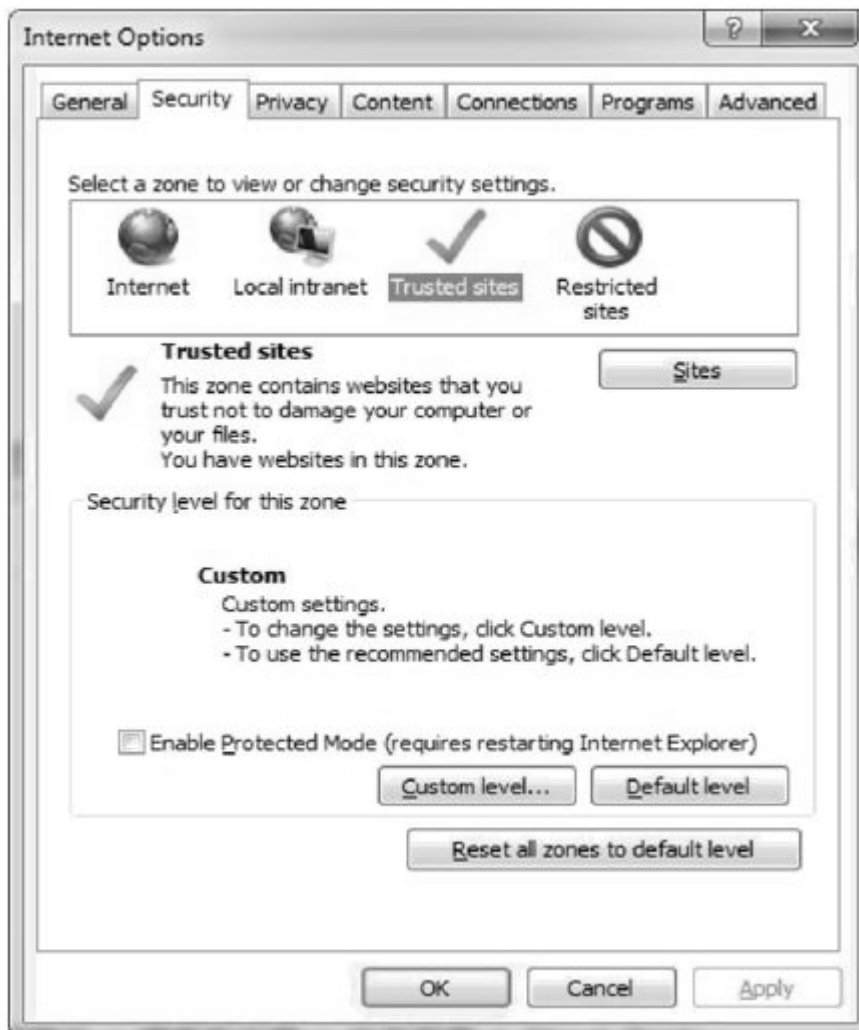 Internet Options
?
X
General Security Privacy Content Connections Programs Advanced
Select a zone to view or change security settings.
Internet Local intranet Trusted sites Restricted
sites
Trusted sites
Sites
This zone contains websites that you
trust not to damage your computer or
your files.
You have websites in this zone.
Security level for this zone
Custom
Custom settings.
- To change the settings, click Custom level.
- To use the recommended settings, click Default level.
Enable Protected Mode (requires restarting Internet Explorer)
Custom level... Default level
Reset all zones to default level
OK Cancel Apply